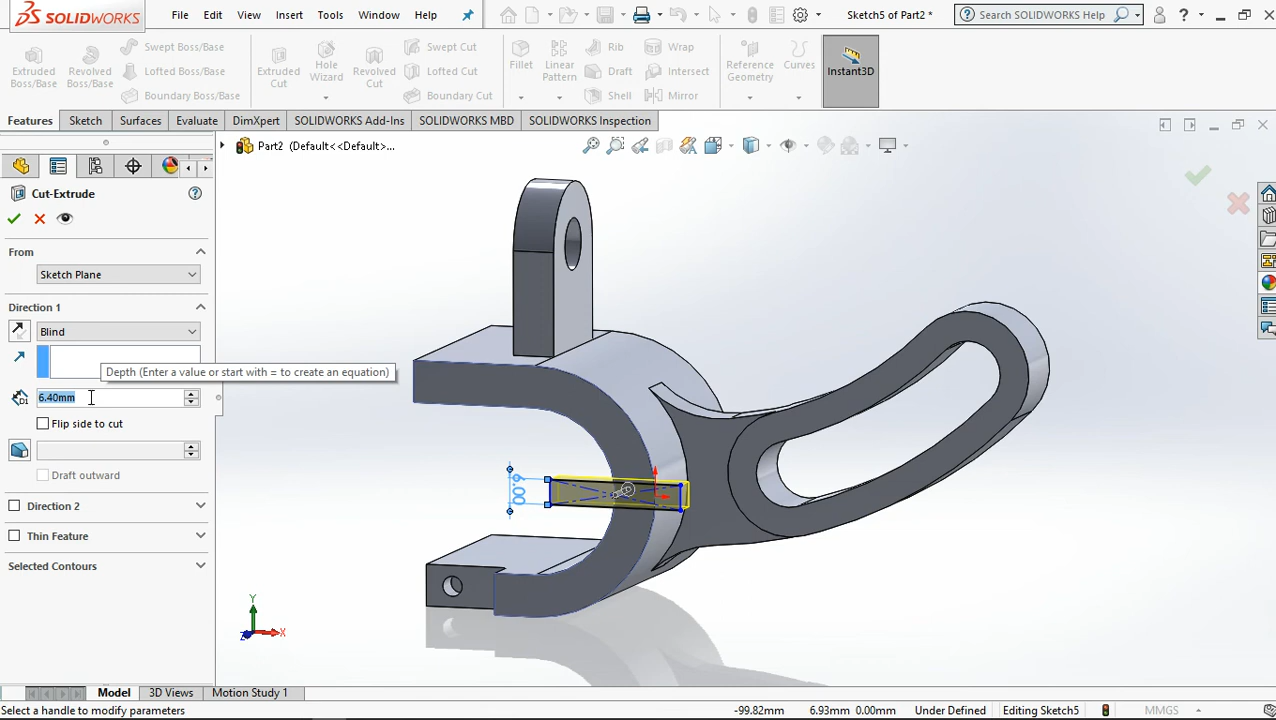 SOLIDWORKS
File Edit View Insert Tools Window Help
Sketch5 of Part2 *
Search SOLIDWORKS Help
?
Extruded Boss/Base
Revolved Boss/Base
Swept Boss/Base
Lofted Boss/Base
Boundary Boss/Base
Extruded Cut
Hole Wizard
Revolved Cut
Swept Cut
Lofted Cut
Boundary Cut
Fillet
Linear Pattern
Rib
Draft
Shell
Wrap
Intersect
Mirror
Reference Geometry
Curves
Instant3D
Features Sketch Surfaces Evaluate DimXpert SOLIDWORKS Add-Ins SOLIDWORKS MBD SOLIDWORKS Inspection
Part2 (Default<<Default>...
Cut-Extrude
?
From
Sketch Plane
Direction 1
Blind
Depth (Enter a value or start with = to create an equation)
D1
6.40mm
Flip side to cut
Draft outward
Direction 2
Thin Feature
Selected Contours
6.00
Y
X
Z
Model 3D Views Motion Study 1
Select a handle to modify parameters
-99.82mm 6.93mm 0.00mm Under Defined Editing Sketch5 MMGS